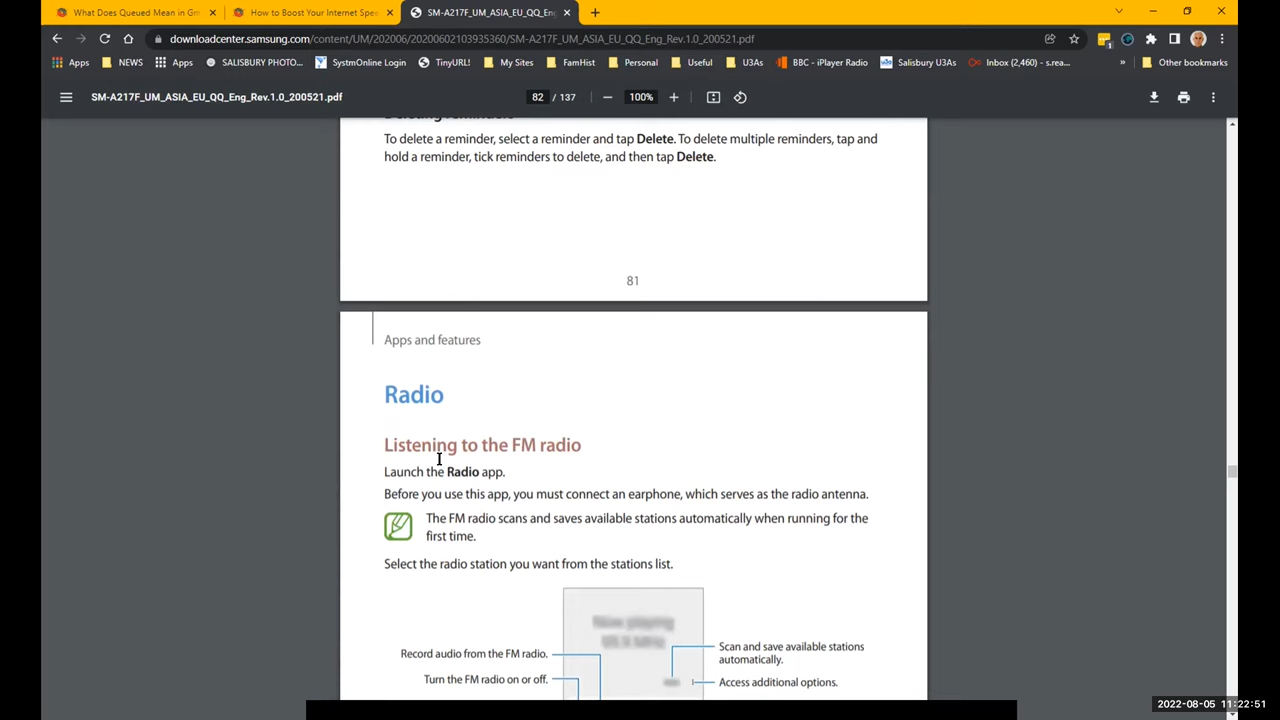 What Does Queued Mean in Gm
How to Boost Your Internet Spee
SM-A217F_UM_ASIA_EU_QQ_Eng
downloadcenter.samsung.com/content/UM/202006/20200602103935360/SM-A217F_UM_ASIA_EU_QQ_Eng_Rev.1.0_200521.pdf
Apps NEWS Apps SALISBURY PHOTO... SystmOnline Login TinyURL! My Sites FamHist Personal Useful U3As BBC - iPlayer Radio Salisbury U3As Inbox (2,460) - s.rea... » Other bookmarks
SM-A217F_UM_ASIA_EU_QQ_Eng_Rev.1.0_200521.pdf 82 / 137 100%
To delete a reminder, select a reminder and tap Delete. To delete multiple reminders, tap and
hold a reminder, tick reminders to delete, and then tap Delete.
81
Apps and features
Radio
Listening to the FM radio
Launch the Radio app.
Before you use this app, you must connect an earphone, which serves as the radio antenna.
The FM radio scans and saves available stations automatically when running for the
first time.
Select the radio station you want from the stations list.
Record audio from the FM radio.
Turn the FM radio on or off.
Scan and save available stations
automatically.
Access additional options.
2022-08-05 11:22:51